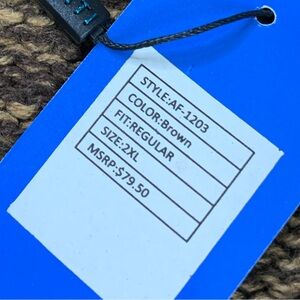 STYLE:AF-1203
COLOR:Brown
FIT:REGULAR
SIZE:2XL
MSRP:$79.50